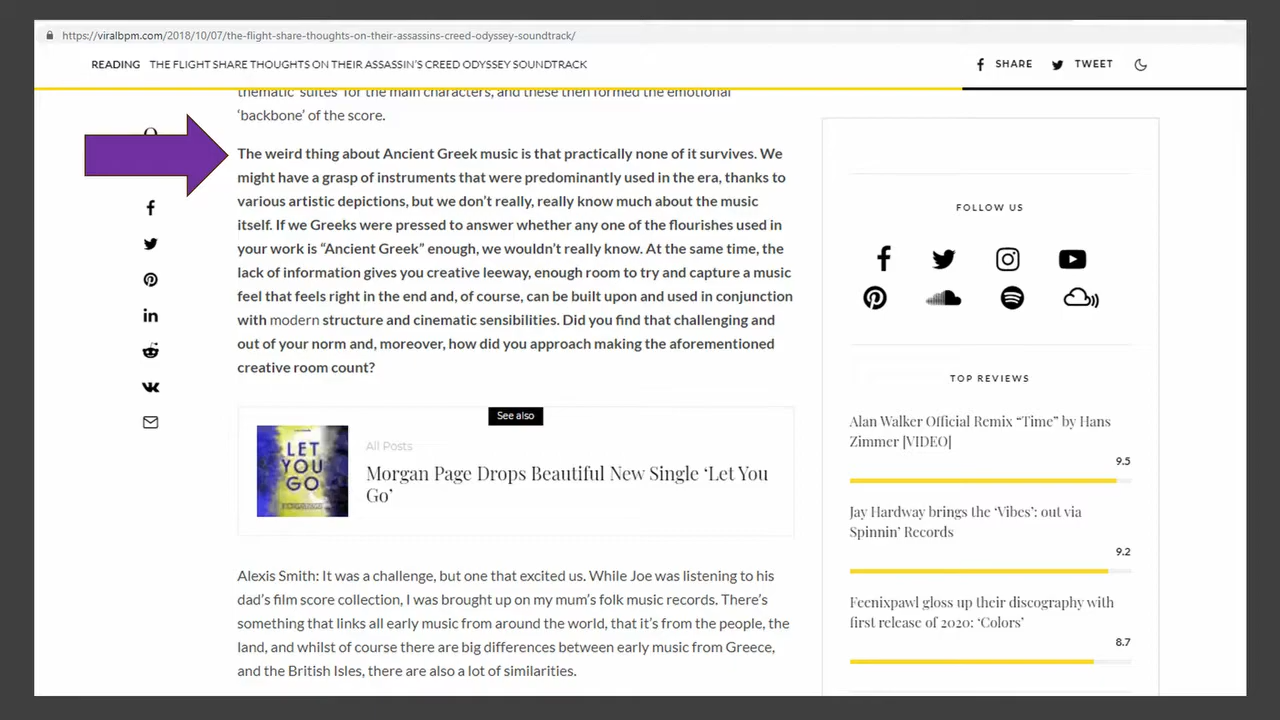 https://viralbpm.com/2018/10/07/the-flight-share-thoughts-on-their-assassins-creed-odyssey-soundtrack/
READING THE FLIGHT SHARE THOUGHTS ON THEIR ASSASSIN'S CREED ODYSSEY SOUNDTRACK
SHARE TWEET
thematic 'suites' for the main characters, and these then formed the emotional
'backbone' of the score.
The weird thing about Ancient Greek music is that practically none of it survives. We
might have a grasp of instruments that were predominantly used in the era, thanks to
various artistic depictions, but we don't really, really know much about the music
itself. If we Greeks were pressed to answer whether any one of the flourishes used in
your work is “Ancient Greek” enough, we wouldn't really know. At the same time, the
lack of information gives you creative leeway, enough room to try and capture a music
feel that feels right in the end and, of course, can be built upon and used in conjunction
with modern structure and cinematic sensibilities. Did you find that challenging and
out of your norm and, moreover, how did you approach making the aforementioned
creative room count?
See also
LET
YOU
GO
All Posts
Morgan Page Drops Beautiful New Single ‘Let You
Go’
Alexis Smith: It was a challenge, but one that excited us. While Joe was listening to his
dad's film score collection, I was brought up on my mum's folk music records. There's
something that links all early music from around the world, that it's from the people, the
land, and whilst of course there are big differences between early music from Greece,
and the British Isles, there are also a lot of similarities.
FOLLOW US
TOP REVIEWS
Alan Walker Official Remix “Time” by Hans
Zimmer [VIDEO]
9.5
Jay Hardway brings the ‘Vibes’: out via
Spinnin’ Records
9.2
Feenixpawl gloss up their discography with
first release of 2020: ‘Colors’
8.7